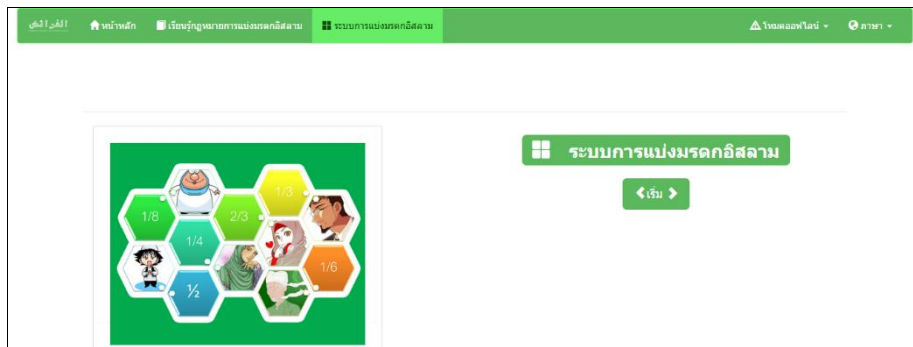 الفرائض หน้าหลัก เรียนรู้กฎหมายการแบ่งมรดกอิสลาม ระบบการแบ่งมรดกอิสลาม โหมดออฟไลน์ ภาษา
ระบบการแบ่งมรดกอิสลาม
เริ่ม
1/3
1/8
2/3
1/4
1/6
½